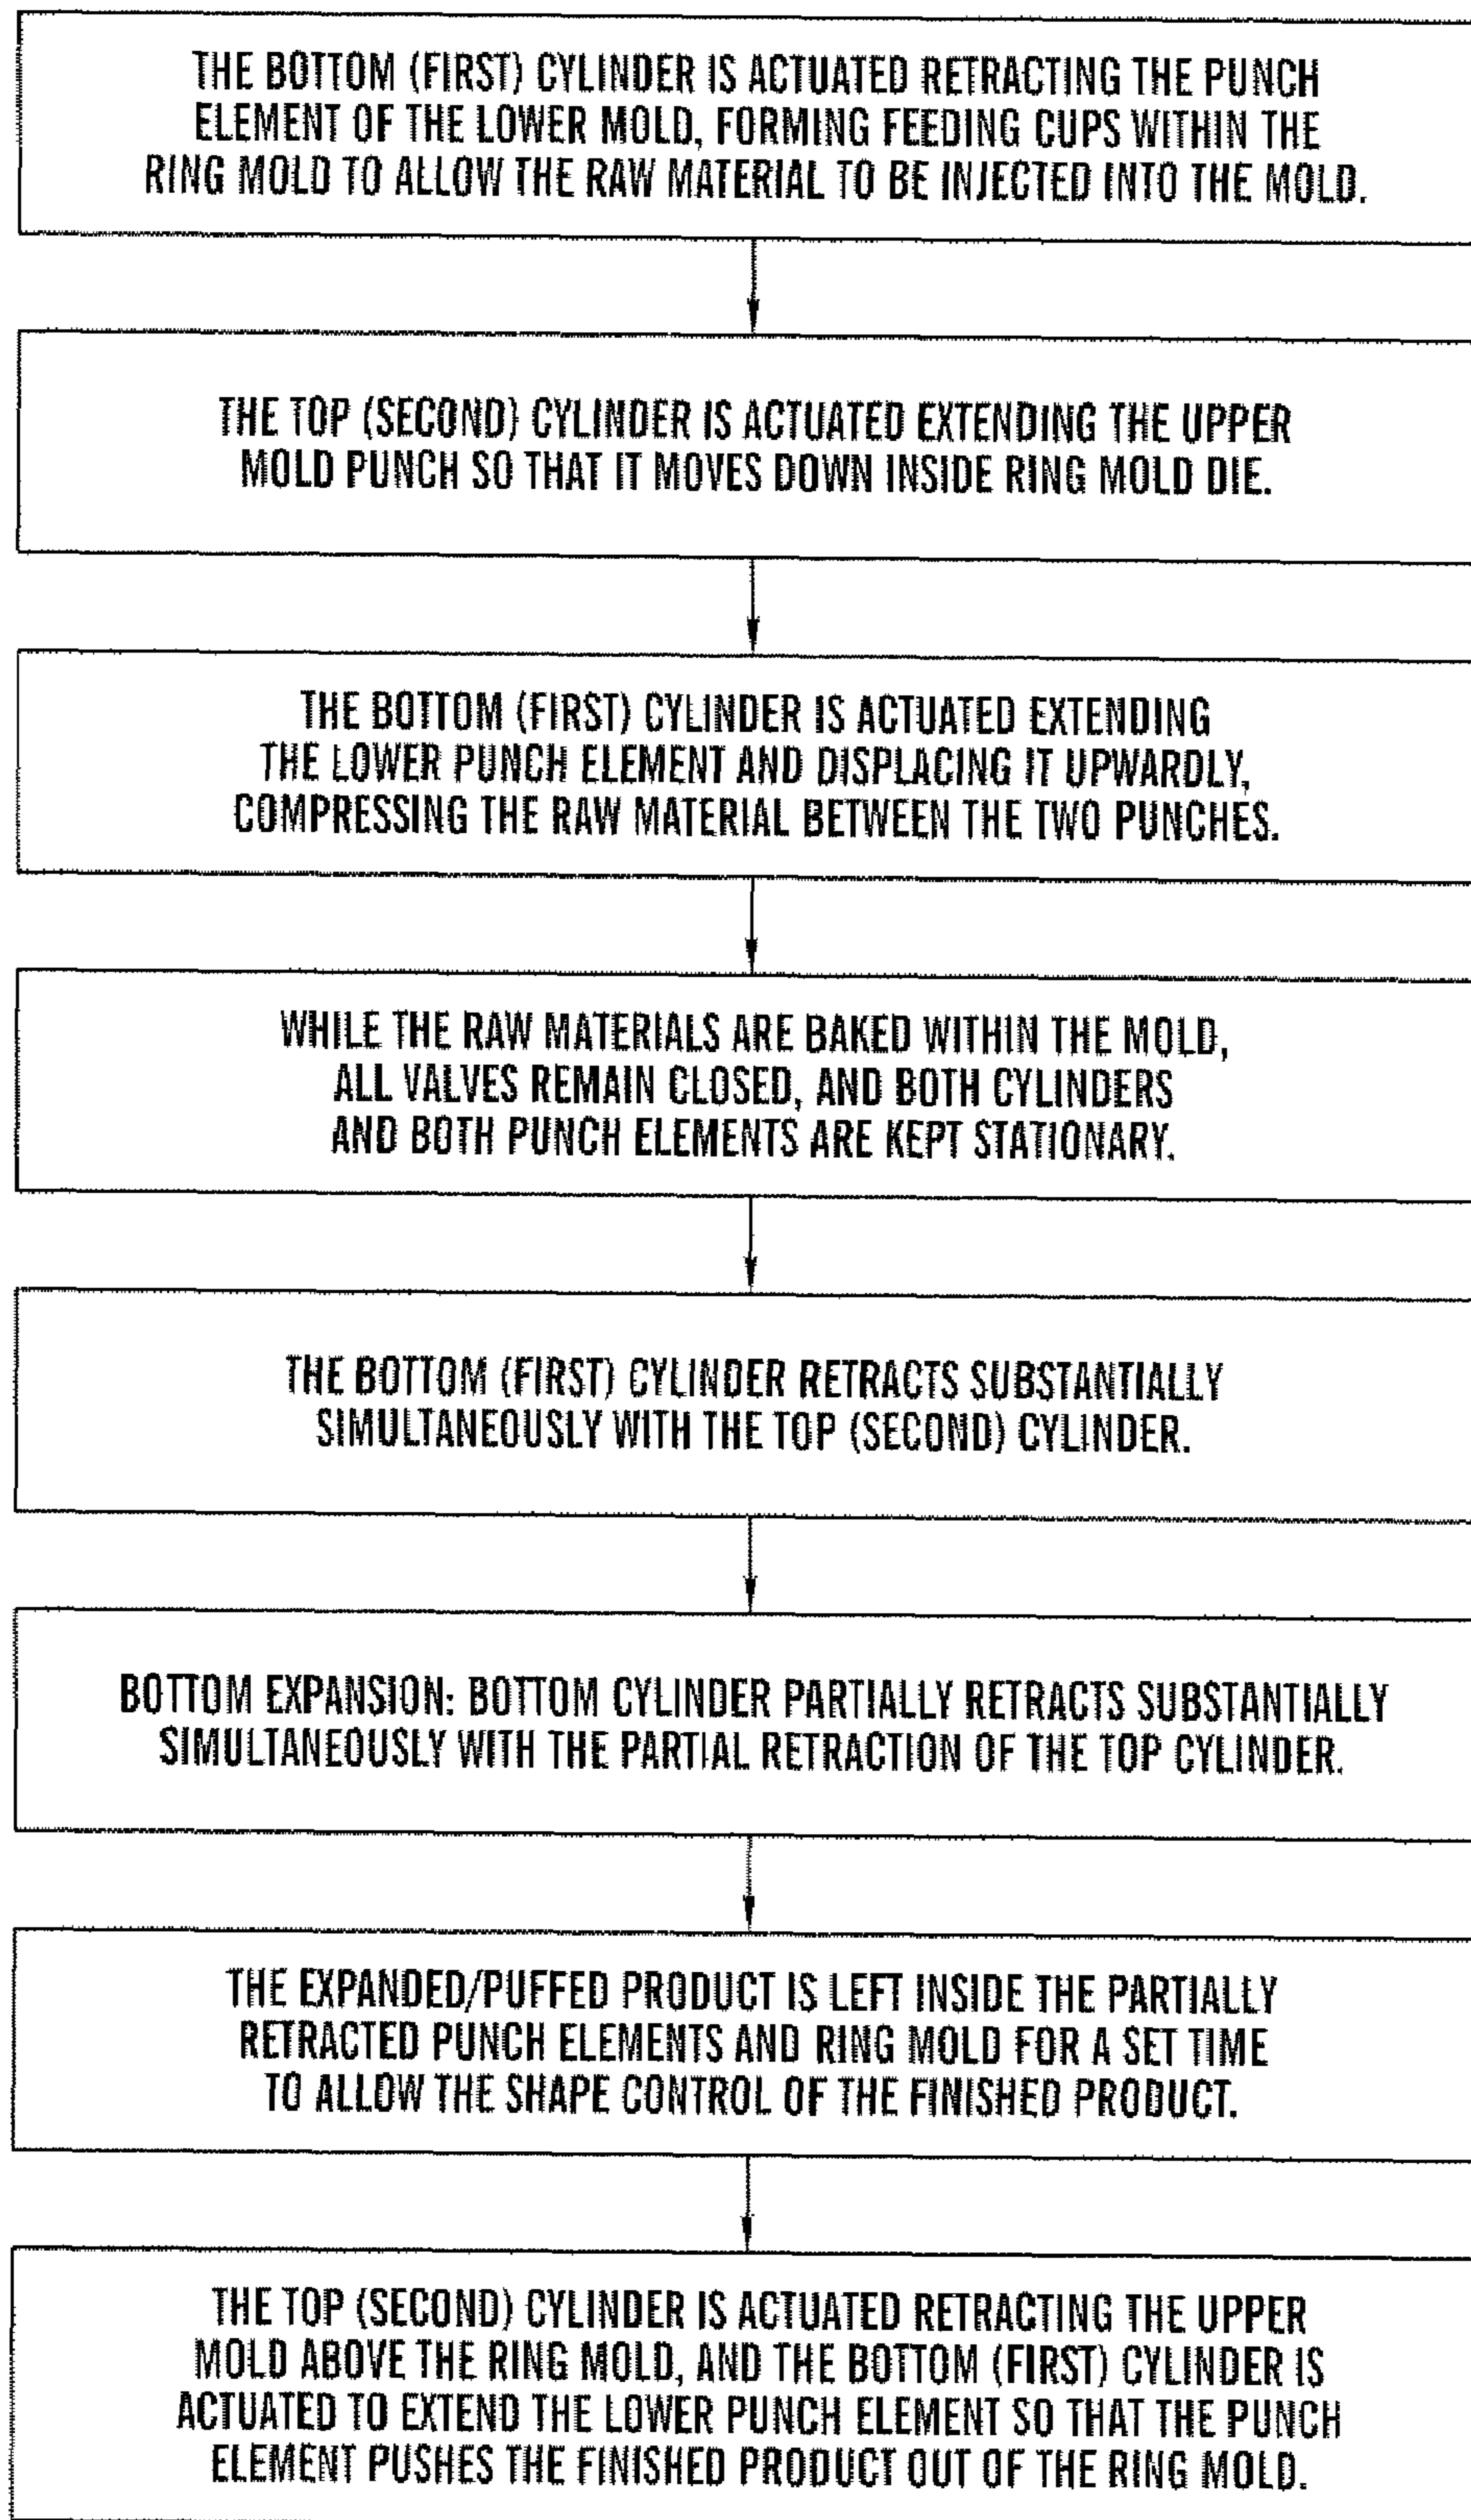 THE BOTTOM (FIRST) CYLINDER IS ACTUATED RETRACTING THE PUNCH
ELEMENT OF THE LOWER MOLD, FORMING FEEDING CUPS WITHIN THE
RING MOLD TO ALLOW THE RAW MATERIAL TO BE INJECTED INTO THE MOLD.
THE TOP (SECOND) CYLINDER IS ACTUATED EXTENDING THE UPPER
MOLD PUNCH SO THAT IT MOVES DOWN INSIDE RING MOLD DIE.
THE BOTTOM (FIRST) CYLINDER IS ACTUATED EXTENDING
THE LOWER PUNCH ELEMENT AND DISPLACING IT UPWARDLY,
COMPRESSING THE RAW MATERIAL BETWEEN THE TWO PUNCHES.
WHILE THE RAW MATERIALS ARE BAKED WITHIN THE MOLD,
ALL VALVES REMAIN CLOSED, AND BOTH CYLINDERS
AND BOTH PUNCH ELEMENTS ARE KEPT STATIONARY.
THE BOTTOM (FIRST) CYLINDER RETRACTS SUBSTANTIALLY
SIMULTANEOUSLY WITH THE TOP (SECOND) CYLINDER.
BOTTOM EXPANSION: BOTTOM CYLINDER PARTIALLY RETRACTS SUBSTANTIALLY
SIMULTANEOUSLY WITH THE PARTIAL RETRACTION OF THE TOP CYLINDER.
THE EXPANDED/PUFFED PRODUCT IS LEFT INSIDE THE PARTIALLY
RETRACTED PUNCH ELEMENTS AND RING MOLD FOR A SET TIME
TO ALLOW THE SHAPE CONTROL OF THE FINISHED PRODUCT.
THE TOP (SECOND) CYLINDER IS ACTUATED RETRACTING THE UPPER
MOLD ABOVE THE RING MOLD, AND THE BOTTOM (FIRST) CYLINDER IS
ACTUATED TO EXTEND THE LOWER PUNCH ELEMENT SO THAT THE PUNCH
ELEMENT PUSHES THE FINISHED PRODUCT OUT OF THE RING MOLD.